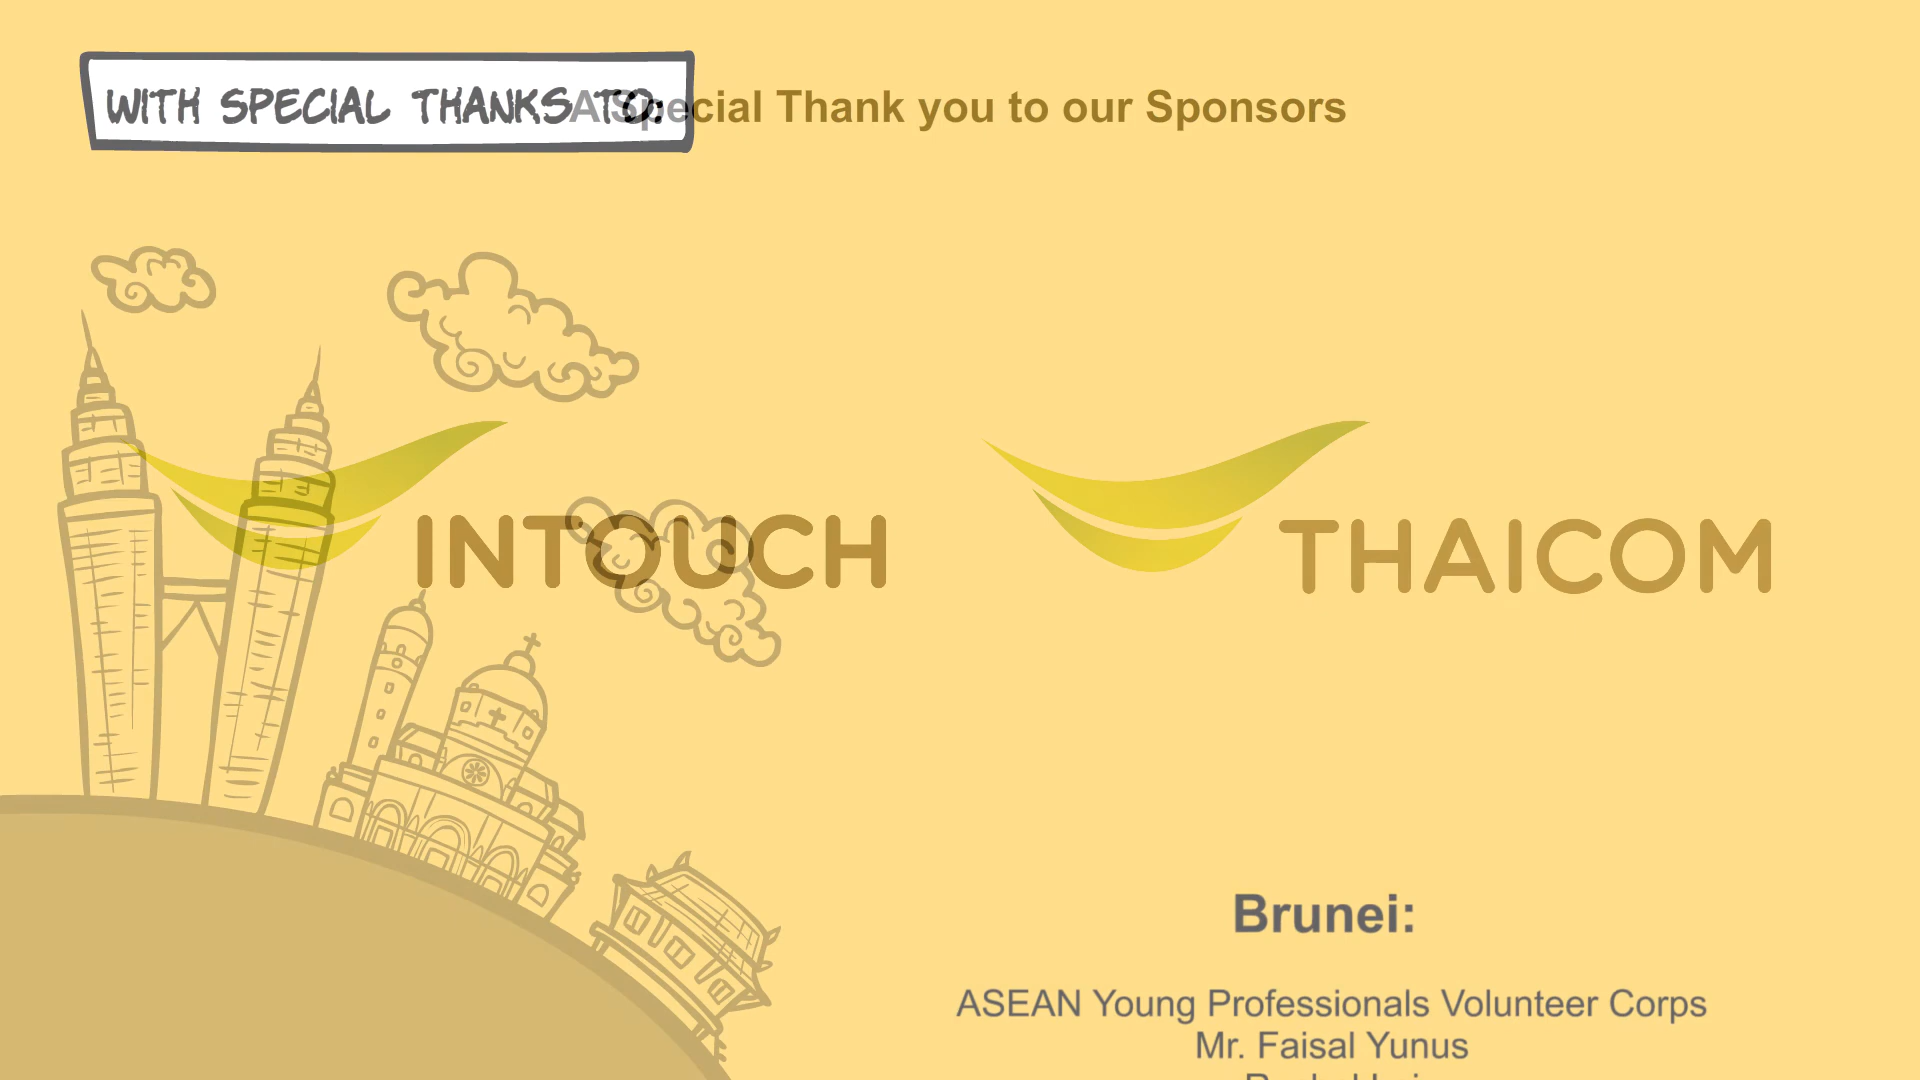 WITH SPECIAL THANKS TO:
A Special Thank you to our Sponsors
INTOUCH
THAICOM
Brunei:
ASEAN Young Professionals Volunteer Corps
Mr. Faisal Yunus